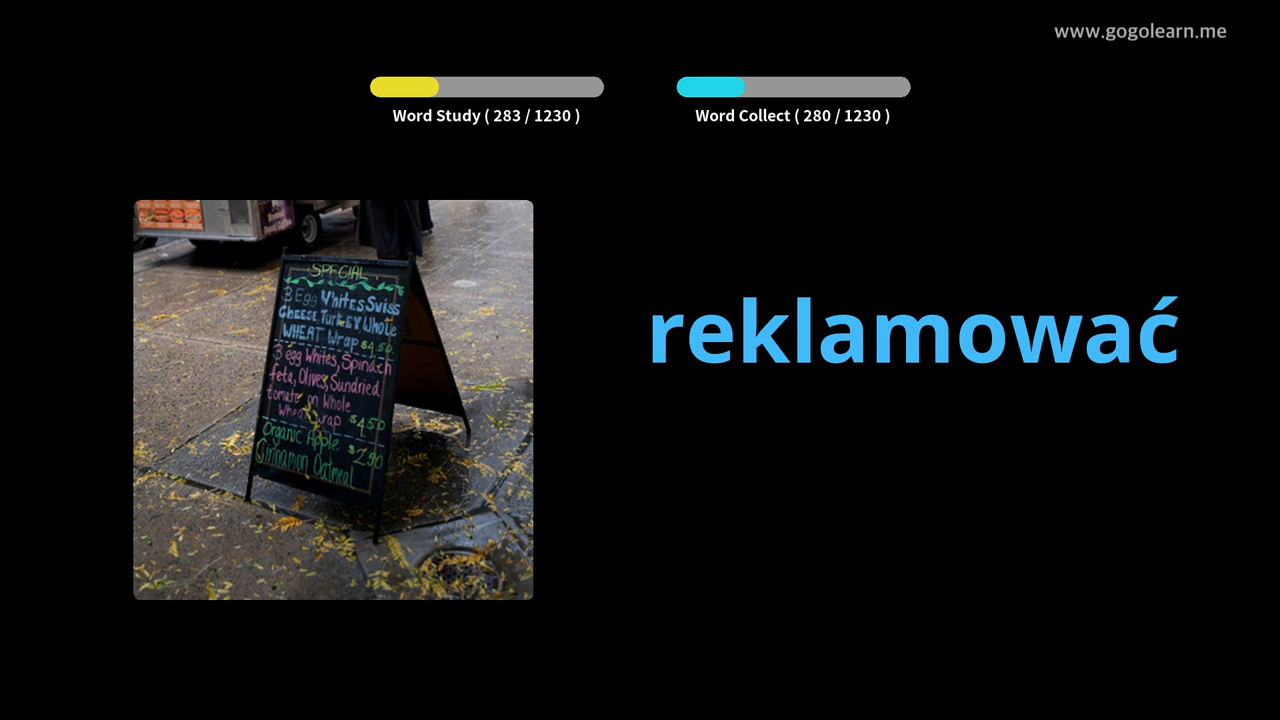 www.gogolearn.me
Word Study ( 283 / 1230 )
Word Collect ( 280 / 1230 )
SPECIAL
3 Egg Whites, Swiss
Cheese, Turkey Whole
WHEAT Wrap $4.50
3 egg Whites, Spinach
feta, Olives, Sundried
tomato on Whole
Wheat Wrap $4.50
Organic Apple
Cinnamon Oatmeal $2.50
reklamować